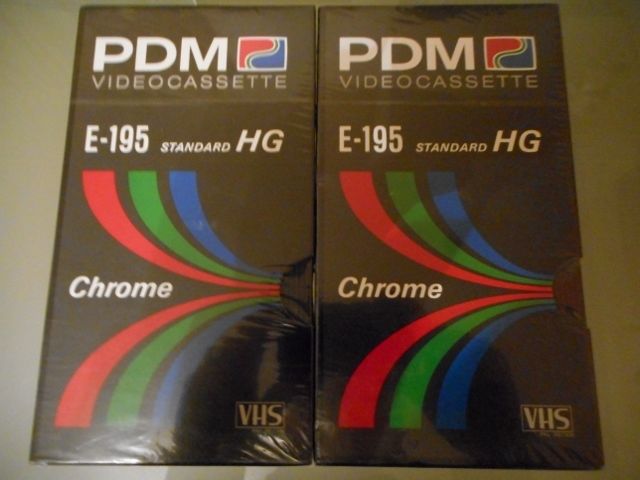 PDM
VIDEOCASSETTE
E-195 STANDARD HG
Chrome
VHS
PDM
VIDEOCASSETTE
E-195 STANDARD HG
Chrome
VHS